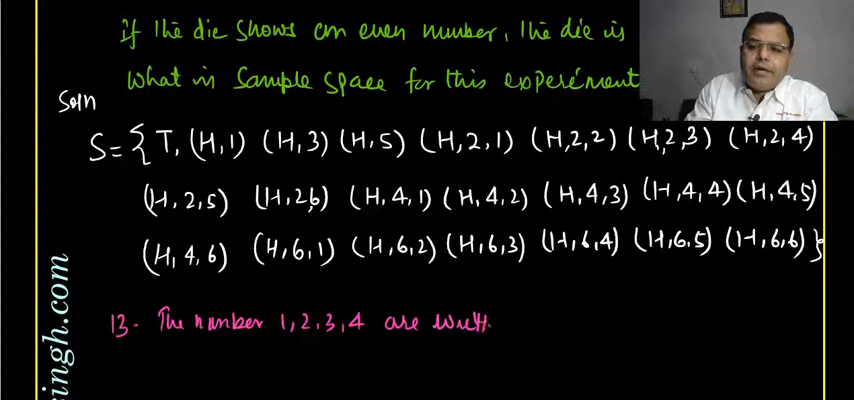 If the die shows an even number, the die is
What is Sample space for this experiment
Soln
S = { T, (H,1) (H,3) (H,5) (H,2,1) (H,2,2) (H,2,3) (H,2,4)
(H,2,5) (H,2,6) (H,4,1) (H,4,2) (H,4,3) (H,4,4) (H,4,5)
(H,4,6) (H,6,1) (H,6,2) (H,6,3) (H,6,4) (H,6,5) (H,6,6) }
13. The number 1,2,3,4 are writt
singh.com